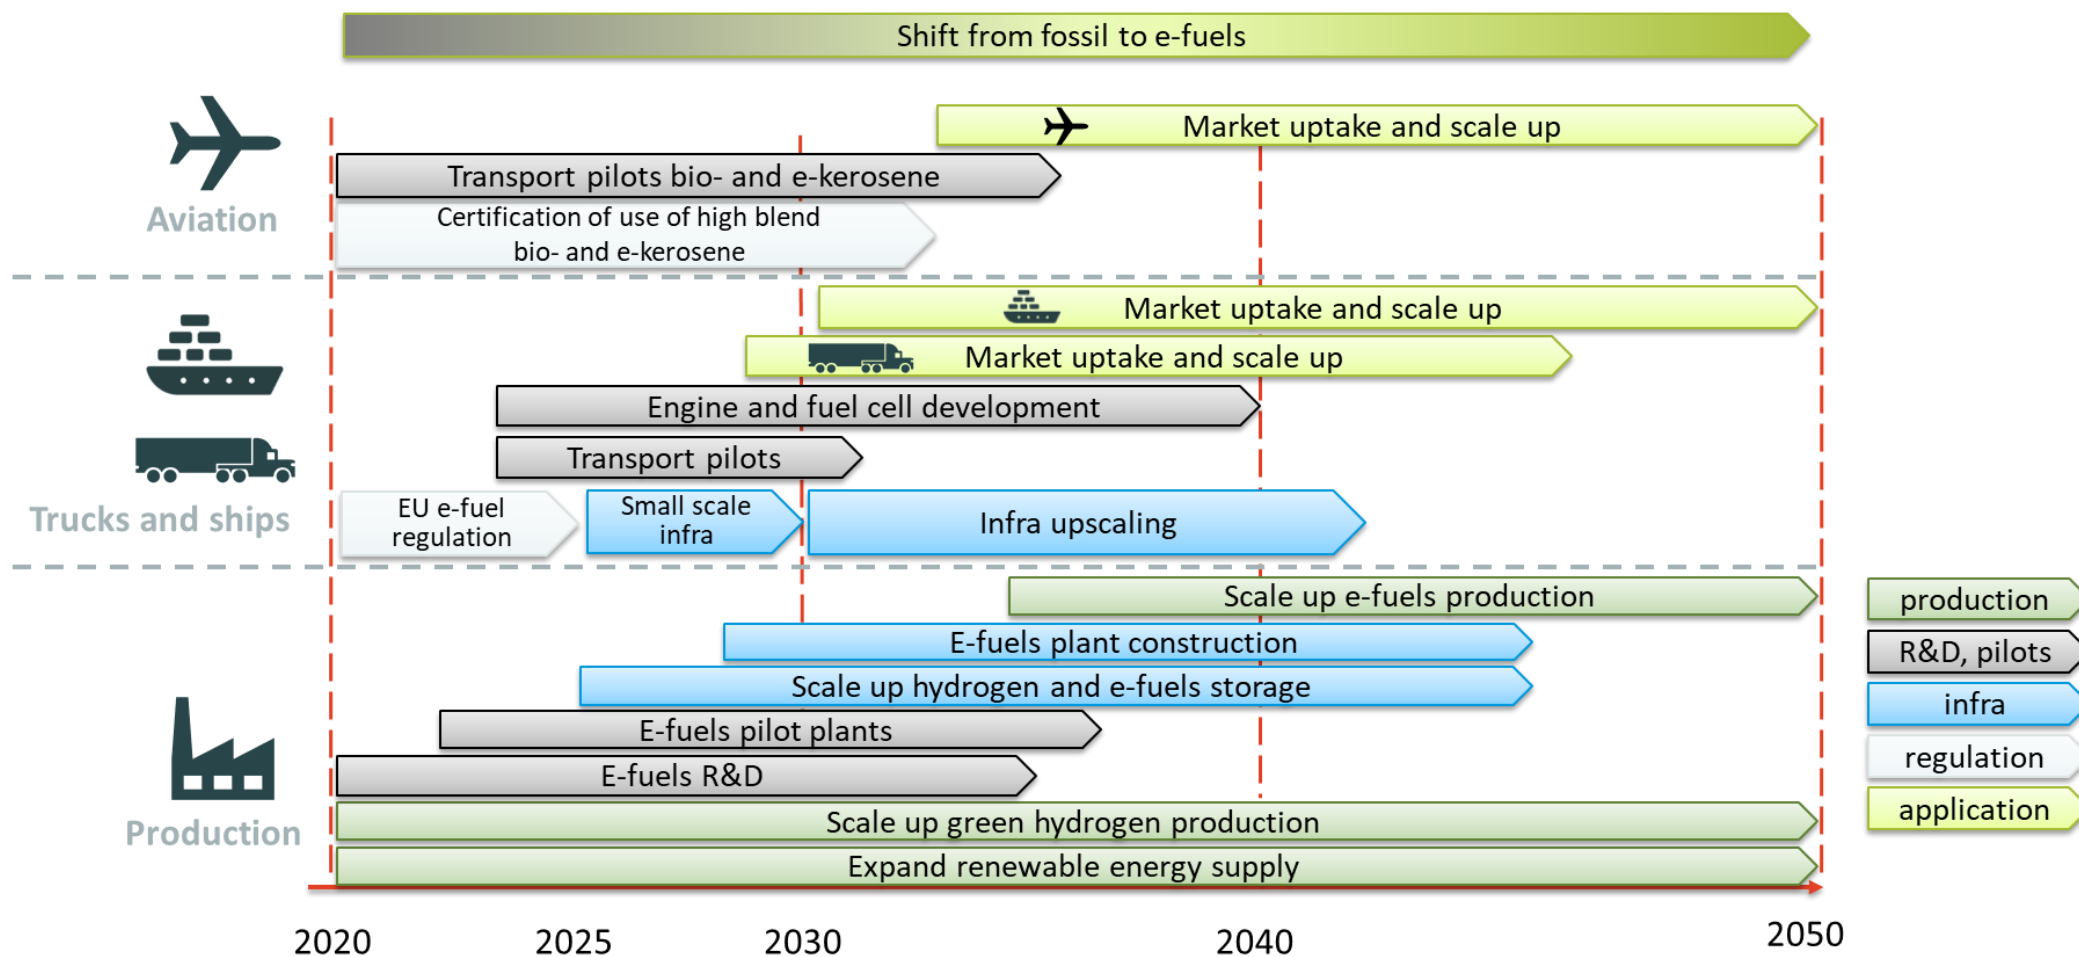 Shift from fossil to e-fuels
Market uptake and scale up
Transport pilots bio- and e-kerosene
Aviation
Certification of use of high blend
bio- and e-kerosene
Market uptake and scale up
Market uptake and scale up
Engine and fuel cell development
Transport pilots
Trucks and ships
EU e-fuel
regulation
Small scale
infra
Infra upscaling
Scale up e-fuels production
E-fuels plant construction
Scale up hydrogen and e-fuels storage
E-fuels pilot plants
E-fuels R&D
Production
Scale up green hydrogen production
Expand renewable energy supply
production
R&D, pilots
infra
regulation
application
2020
2025
2030
2040
2050